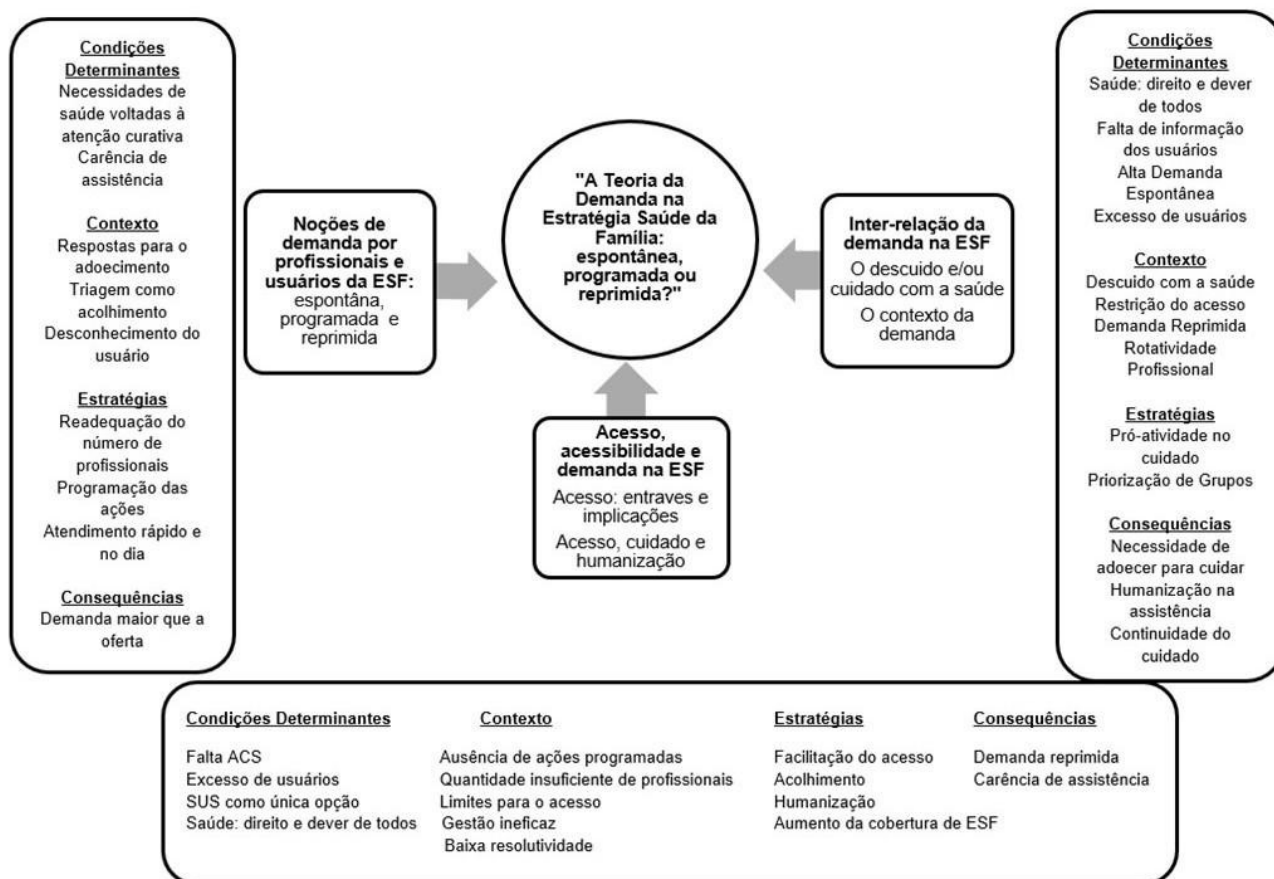 Condições
Determinantes
Necessidades de
saúde voltadas à
atenção curativa
Carência de
assistência
Contexto
Respostas para o
adoecimento
Triagem como
acolhimento
Desconhecimento do
usuário
Estratégias
Readequação do
número de
profissionais
Programação das
ações
Atendimento rápido e
no dia
Consequências
Demanda maior que a
oferta
Noções de
demanda por
profissionais e
usuários da ESF:
espontâna,
programada e
reprimida
"A Teoria da
Demanda na
Estratégia Saúde da
Família:
espontânea,
programada ou
reprimida?"
Acesso,
acessibilidade e
demanda na ESF
Acesso: entraves e
implicações
Acesso, cuidado e
humanização
Inter-relação da
demanda na ESF
O descuido e/ou
cuidado com a saúde
O contexto da
demanda
Condições
Determinantes
Saúde: direito e dever
de todos
Falta de informação
dos usuários
Alta Demanda
Espontânea
Excesso de usuários
Contexto
Descuido com a saúde
Restrição do acesso
Demanda Reprimida
Rotatividade
Profissional
Estratégias
Pró-atividade no
cuidado
Priorização de Grupos
Consequências
Necessidade de
adoecer para cuidar
Humanização na
assistência
Continuidade do
cuidado
Condições Determinantes
Falta ACS
Excesso de usuários
SUS como única opção
Saúde: direito e dever de todos
Contexto
Ausência de ações programadas
Quantidade insuficiente de profissionais
Limites para o acesso
Gestão ineficaz
Baixa resolutividade
Estratégias
Facilitação do acesso
Acolhimento
Humanização
Aumento da cobertura de ESF
Consequências
Demanda reprimida
Carência de assistência